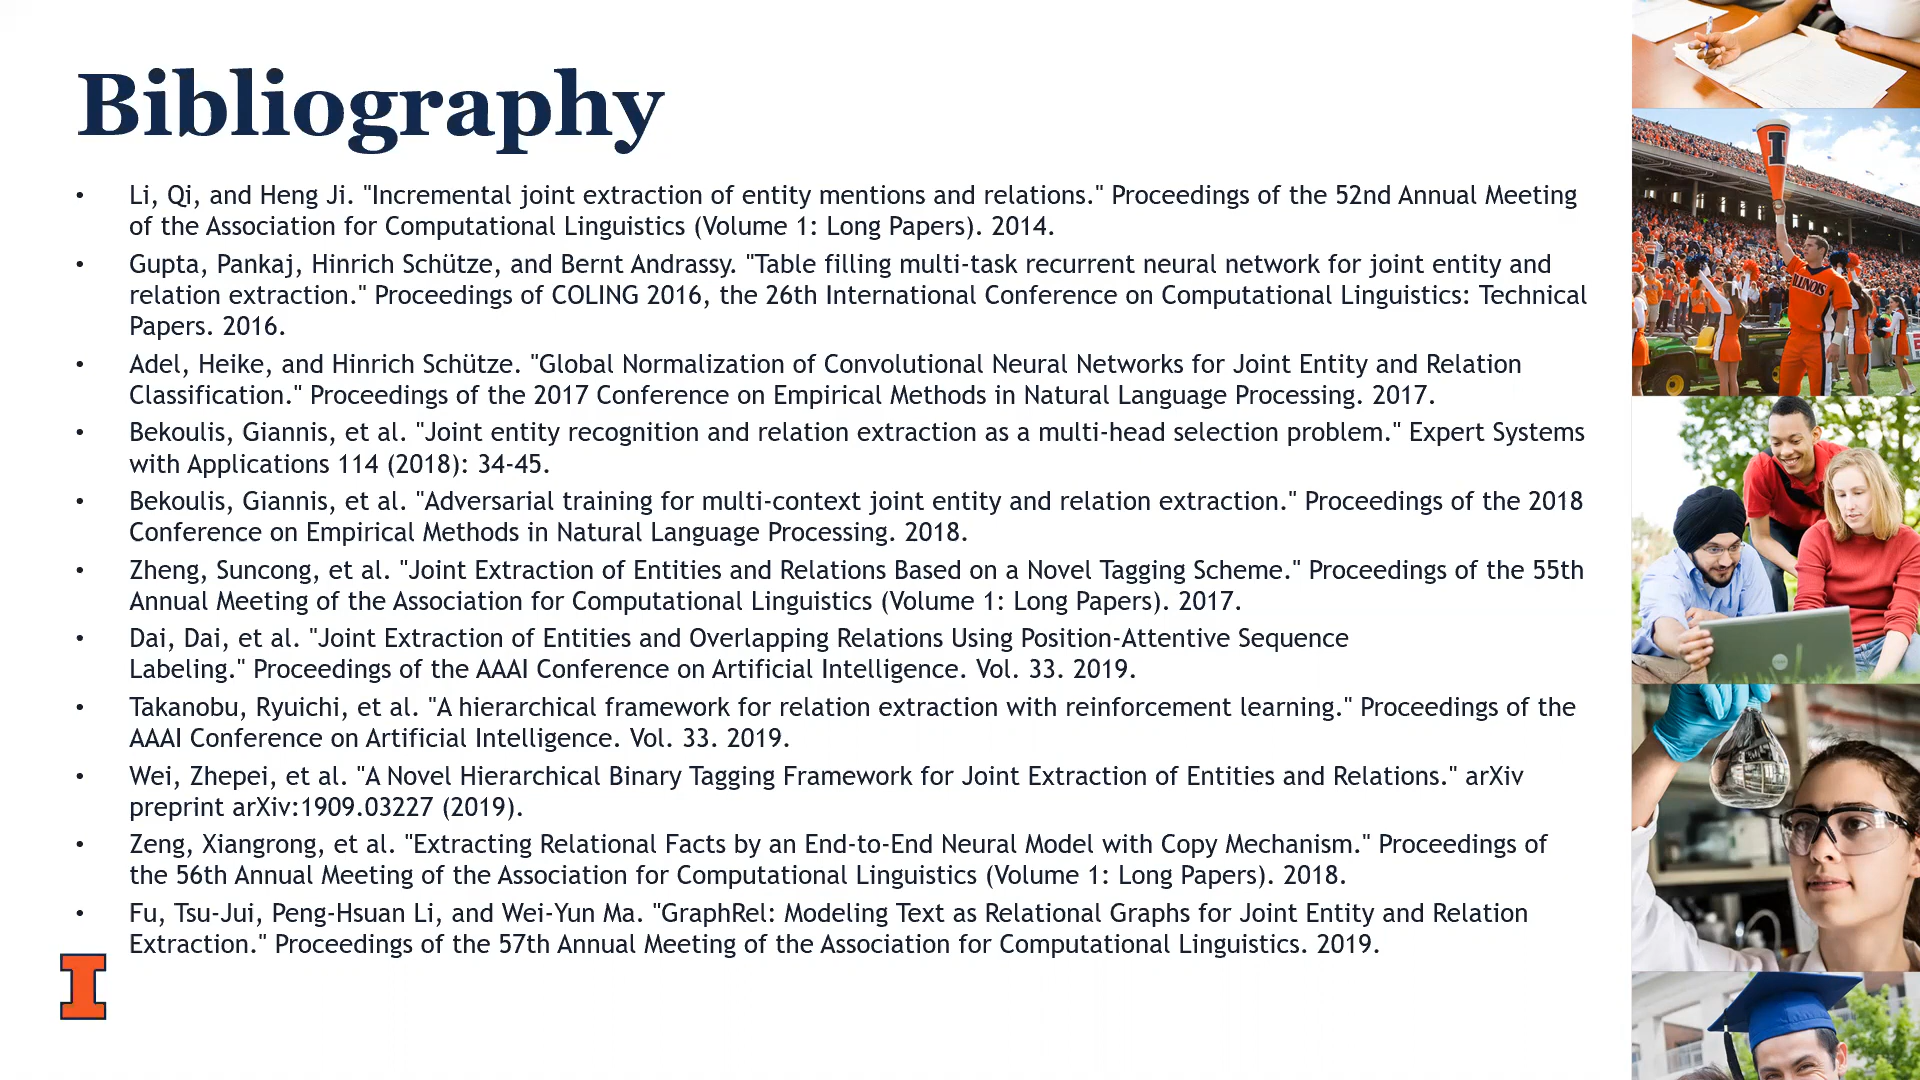 Bibliography
• Li, Qi, and Heng Ji. "Incremental joint extraction of entity mentions and relations." Proceedings of the 52nd Annual Meeting
of the Association for Computational Linguistics (Volume 1: Long Papers). 2014.
• Gupta, Pankaj, Hinrich Schütze, and Bernt Andrassy. "Table filling multi-task recurrent neural network for joint entity and
relation extraction." Proceedings of COLING 2016, the 26th International Conference on Computational Linguistics: Technical
Papers. 2016.
• Adel, Heike, and Hinrich Schütze. "Global Normalization of Convolutional Neural Networks for Joint Entity and Relation
Classification." Proceedings of the 2017 Conference on Empirical Methods in Natural Language Processing. 2017.
• Bekoulis, Giannis, et al. "Joint entity recognition and relation extraction as a multi-head selection problem." Expert Systems
with Applications 114 (2018): 34-45.
• Bekoulis, Giannis, et al. "Adversarial training for multi-context joint entity and relation extraction." Proceedings of the 2018
Conference on Empirical Methods in Natural Language Processing. 2018.
• Zheng, Suncong, et al. "Joint Extraction of Entities and Relations Based on a Novel Tagging Scheme." Proceedings of the 55th
Annual Meeting of the Association for Computational Linguistics (Volume 1: Long Papers). 2017.
• Dai, Dai, et al. "Joint Extraction of Entities and Overlapping Relations Using Position-Attentive Sequence
Labeling." Proceedings of the AAAI Conference on Artificial Intelligence. Vol. 33. 2019.
• Takanobu, Ryuichi, et al. "A hierarchical framework for relation extraction with reinforcement learning." Proceedings of the
AAAI Conference on Artificial Intelligence. Vol. 33. 2019.
• Wei, Zhepei, et al. "A Novel Hierarchical Binary Tagging Framework for Joint Extraction of Entities and Relations." arXiv
preprint arXiv:1909.03227 (2019).
• Zeng, Xiangrong, et al. "Extracting Relational Facts by an End-to-End Neural Model with Copy Mechanism." Proceedings of
the 56th Annual Meeting of the Association for Computational Linguistics (Volume 1: Long Papers). 2018.
• Fu, Tsu-Jui, Peng-Hsuan Li, and Wei-Yun Ma. "GraphRel: Modeling Text as Relational Graphs for Joint Entity and Relation
Extraction." Proceedings of the 57th Annual Meeting of the Association for Computational Linguistics. 2019.
I
I
ILLINOIS